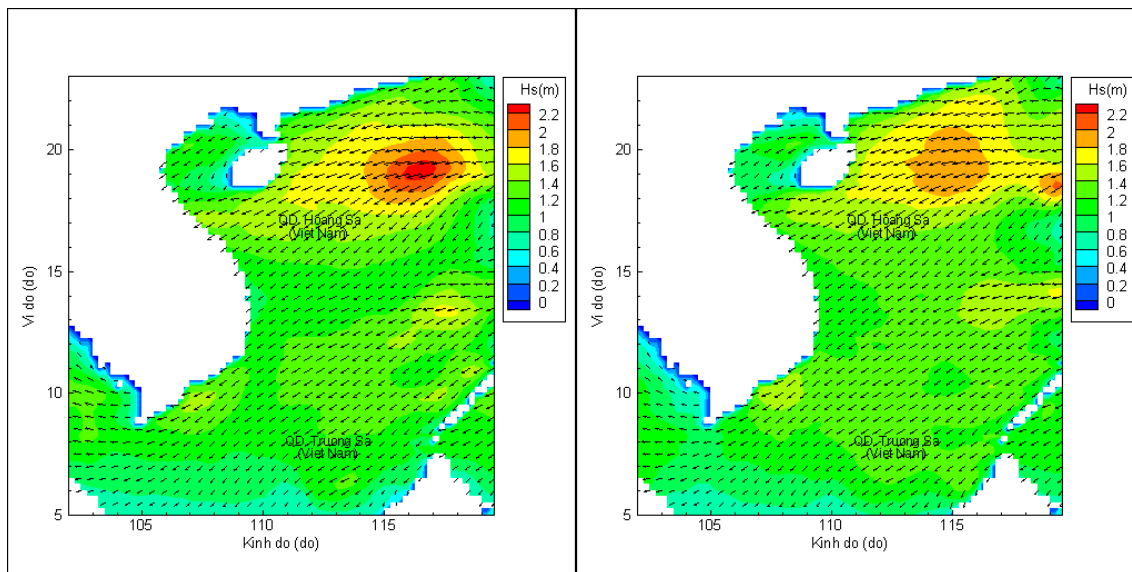 Hs(m)
2.2
2
1.8
1.6
1.4
1.2
1
0.8
0.6
0.4
0.2
0
20
15
10
5
Vi do (do)
QD. Hoang Sa
(Viet Nam)
QD. Truong Sa
(Viet Nam)
105
110
115
Kinh do (do)
Hs(m)
2.2
2
1.8
1.6
1.4
1.2
1
0.8
0.6
0.4
0.2
0
20
15
10
5
Vi do (do)
QD. Hoang Sa
(Viet Nam)
QD. Truong Sa
(Viet Nam)
105
110
115
Kinh do (do)